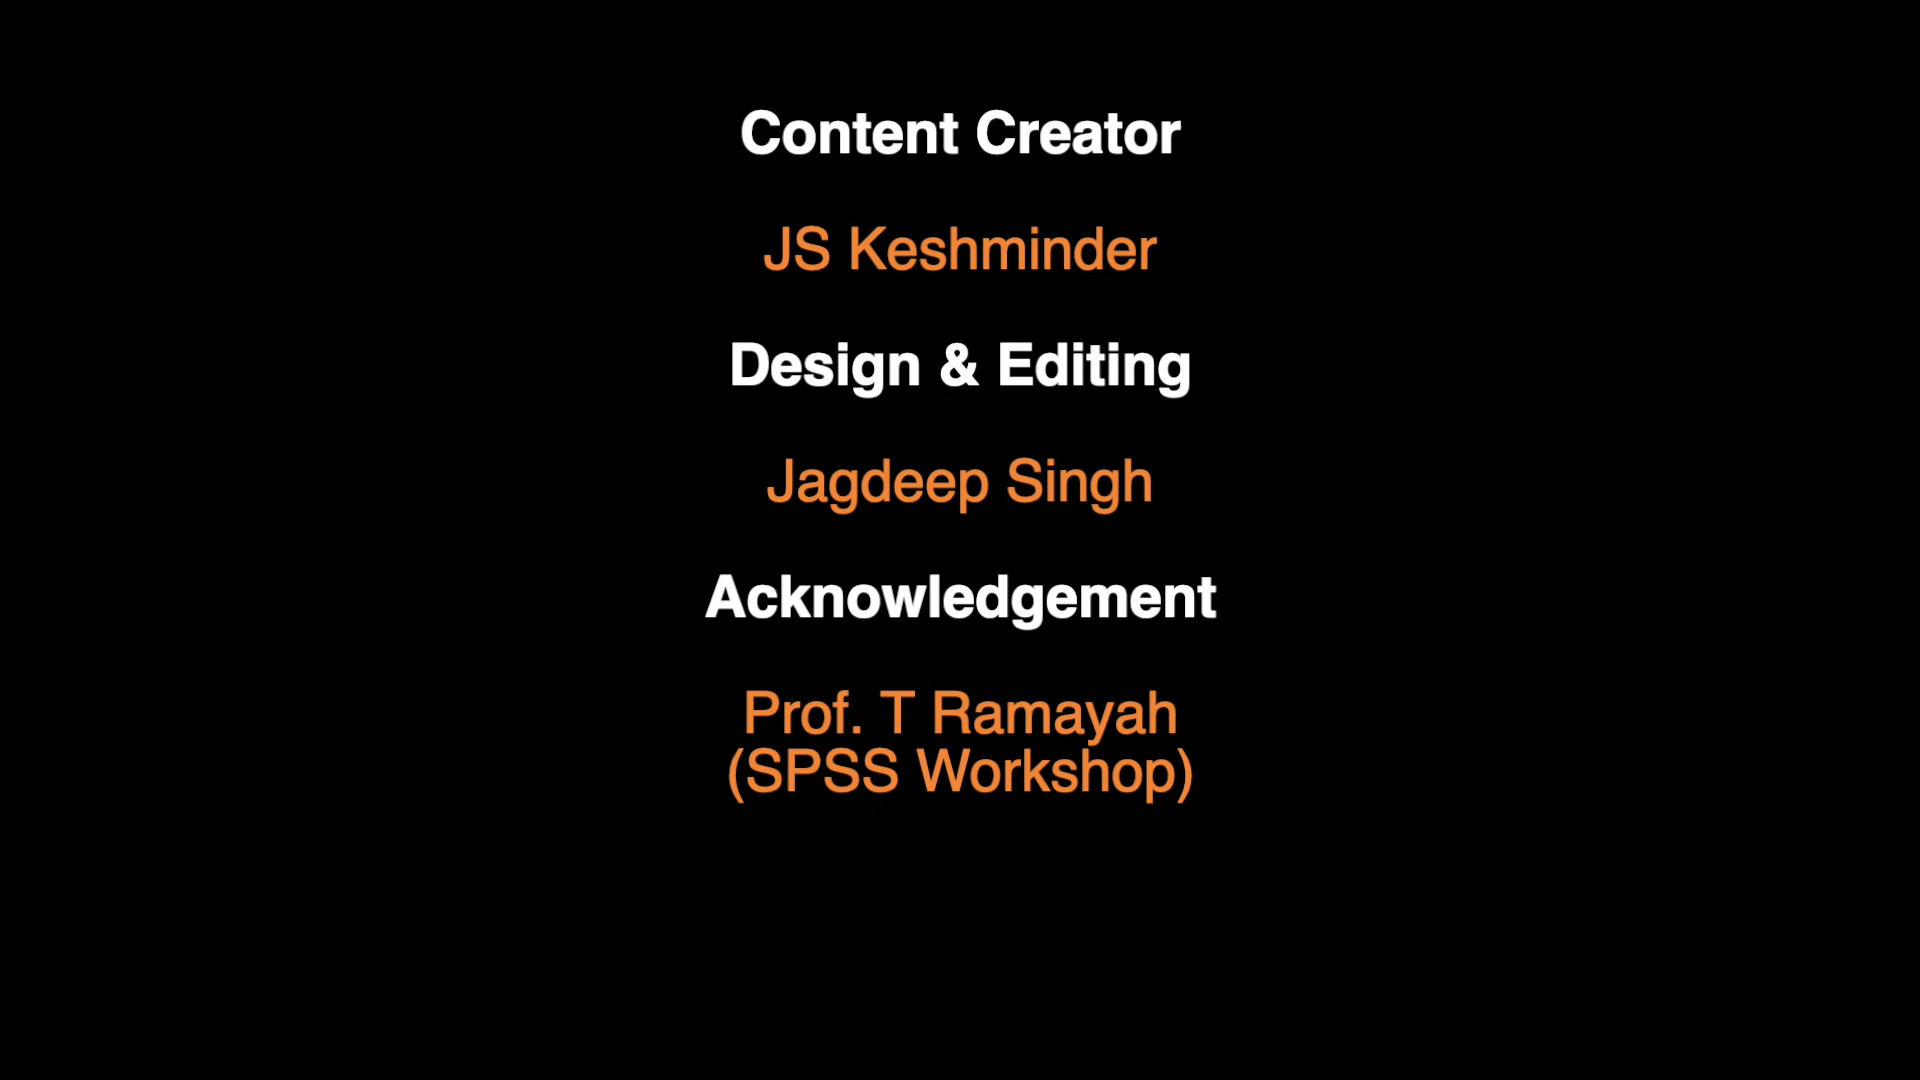 Content Creator
JS Keshminder
Design & Editing
Jagdeep Singh
Acknowledgement
Prof. T Ramayah
(SPSS Workshop)